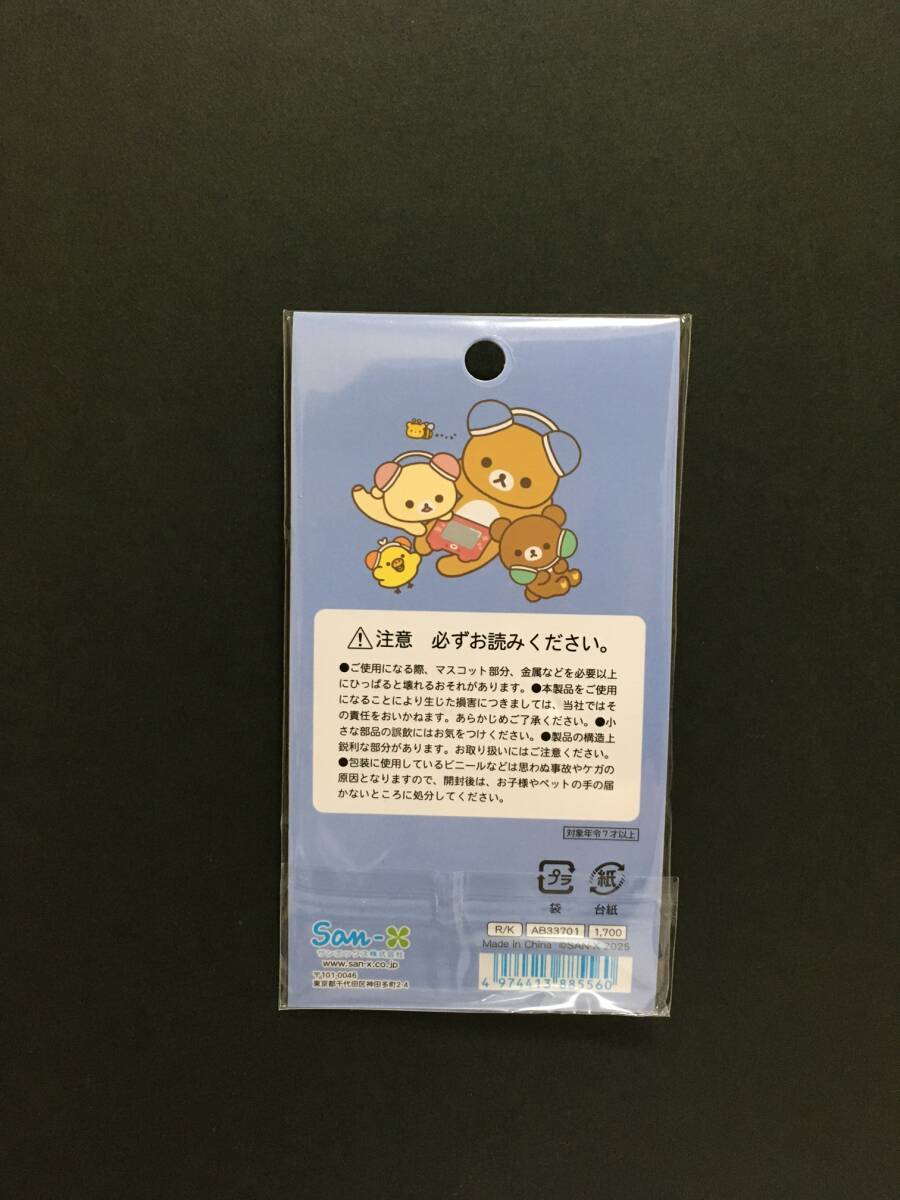 ⚠注意　必ずお読みください。
●ご使用になる際、マスコット部分、金属などを必要以上
にひっぱると壊れるおそれがあります。●本製品をご使用
になることにより生じた損害につきましては、当社ではそ
の責任をおいかねます。あらかじめご了承ください。●小
さな部品の誤飲にはお気をつけください。●製品の構造上
鋭利な部分があります。お取り扱いにはご注意ください。
●包装に使用しているビニールなどは思わぬ事故やケガの
原因となりますので、開封後は、お子様やペットの手の届
かないところに処分してください。
対象年令7才以上
プラ 紙
袋 台紙
San-X
サンエックス株式会社
www.san-x.co.jp
〒101-0046
東京都千代田区神田多町2-4
R/K AB33701 1,700
Made in China ©SAN-X 2025
4 974413 885560